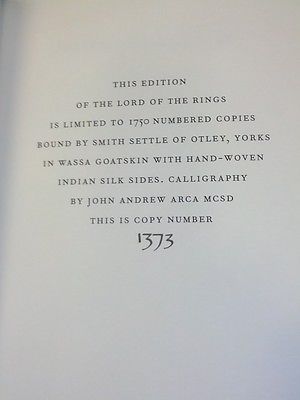 THIS EDITION
OF THE LORD OF THE RINGS
IS LIMITED TO 1750 NUMBERED COPIES
BOUND BY SMITH SETTLE OF OTLEY, YORKS
IN WASSA GOATSKIN WITH HAND-WOVEN
INDIAN SILK SIDES. CALLIGRAPHY
BY JOHN ANDREW ARCA MCSD
THIS IS COPY NUMBER
1373